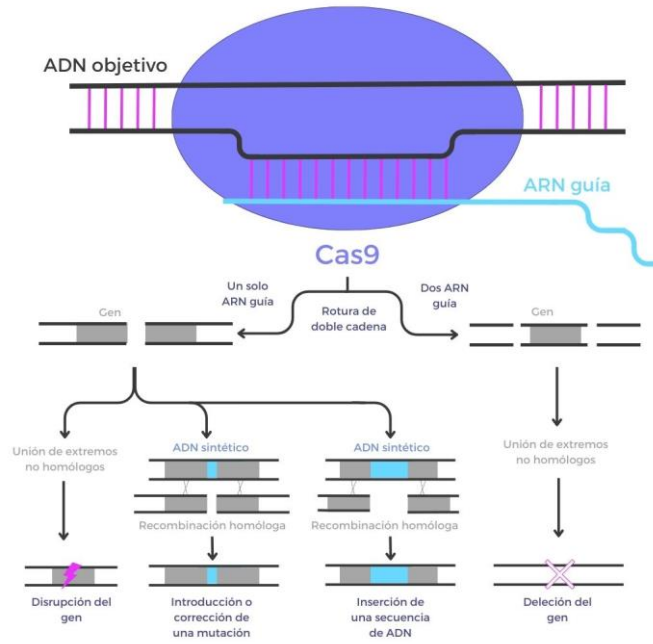 ADN objetivo
ARN guía
Cas9
Un solo
ARN guía
Rotura de
doble cadena
Dos ARN
guía
Gen
Gen
Unión de extremos
no homólogos
ADN sintético
Recombinación homóloga
ADN sintético
Recombinación homóloga
Unión de extremos
no homólogos
Disrupción del
gen
Introducción o
corrección de
una mutación
Inserción de
una secuencia
de ADN
Deleción del
gen